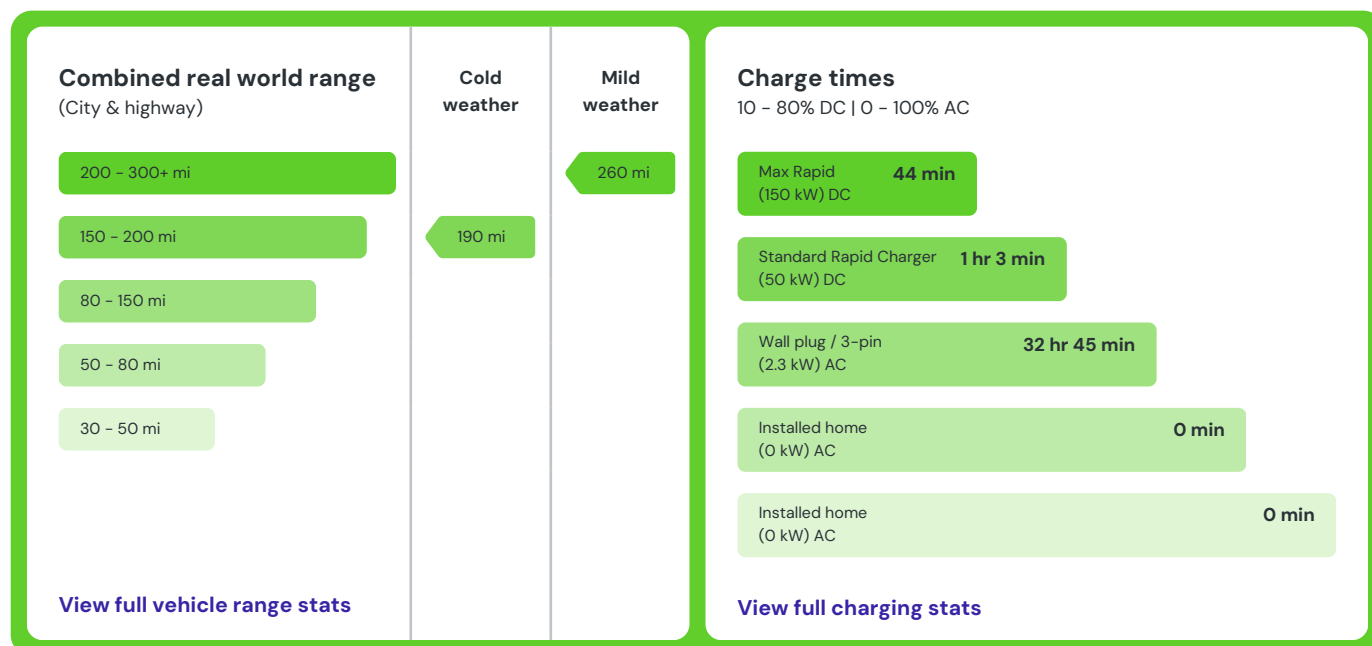 Combined real world range
(City & highway)
Cold
weather
Mild
weather
200 - 300+ mi
260 mi
150 - 200 mi
190 mi
80 - 150 mi
50 - 80 mi
30 - 50 mi
View full vehicle range stats
Charge times
10 - 80% DC | 0 - 100% AC
Max Rapid
(150 kW) DC
44 min
Standard Rapid Charger
(50 kW) DC
1 hr 3 min
Wall plug / 3-pin
(2.3 kW) AC
32 hr 45 min
Installed home
(0 kW) AC
0 min
Installed home
(0 kW) AC
0 min
View full charging stats